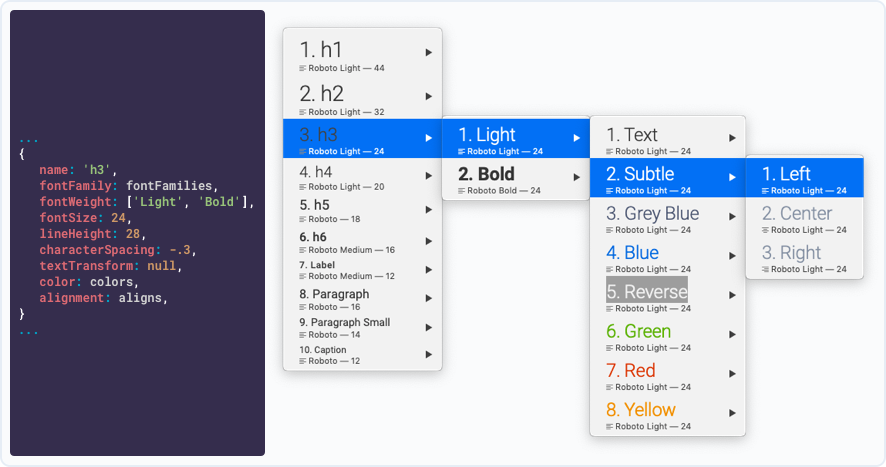 ...
{
name: 'h3',
fontFamily: fontFamilies,
fontWeight: ['Light', 'Bold'],
fontSize: 24,
lineHeight: 28,
characterSpacing: -.3,
textTransform: null,
color: colors,
alignment: aligns,
}
...
1. h1
Roboto Light — 44
2. h2
Roboto Light — 32
3. h3
Roboto Light — 24
4. h4
Roboto Light — 20
5. h5
Roboto — 18
6. h6
Roboto Medium — 16
7. Label
Roboto Medium — 12
8. Paragraph
Roboto — 16
9. Paragraph Small
Roboto — 14
10. Caption
Roboto — 12
1. Light
Roboto Light — 24
2. Bold
Roboto Bold — 24
1. Text
Roboto Light — 24
2. Subtle
Roboto Light — 24
3. Grey Blue
Roboto Light — 24
4. Blue
Roboto Light — 24
5. Reverse
Roboto Light — 24
6. Green
Roboto Light — 24
7. Red
Roboto Light — 24
8. Yellow
Roboto Light — 24
1. Left
Roboto Light — 24
2. Center
Roboto Light — 24
3. Right
Roboto Light — 24